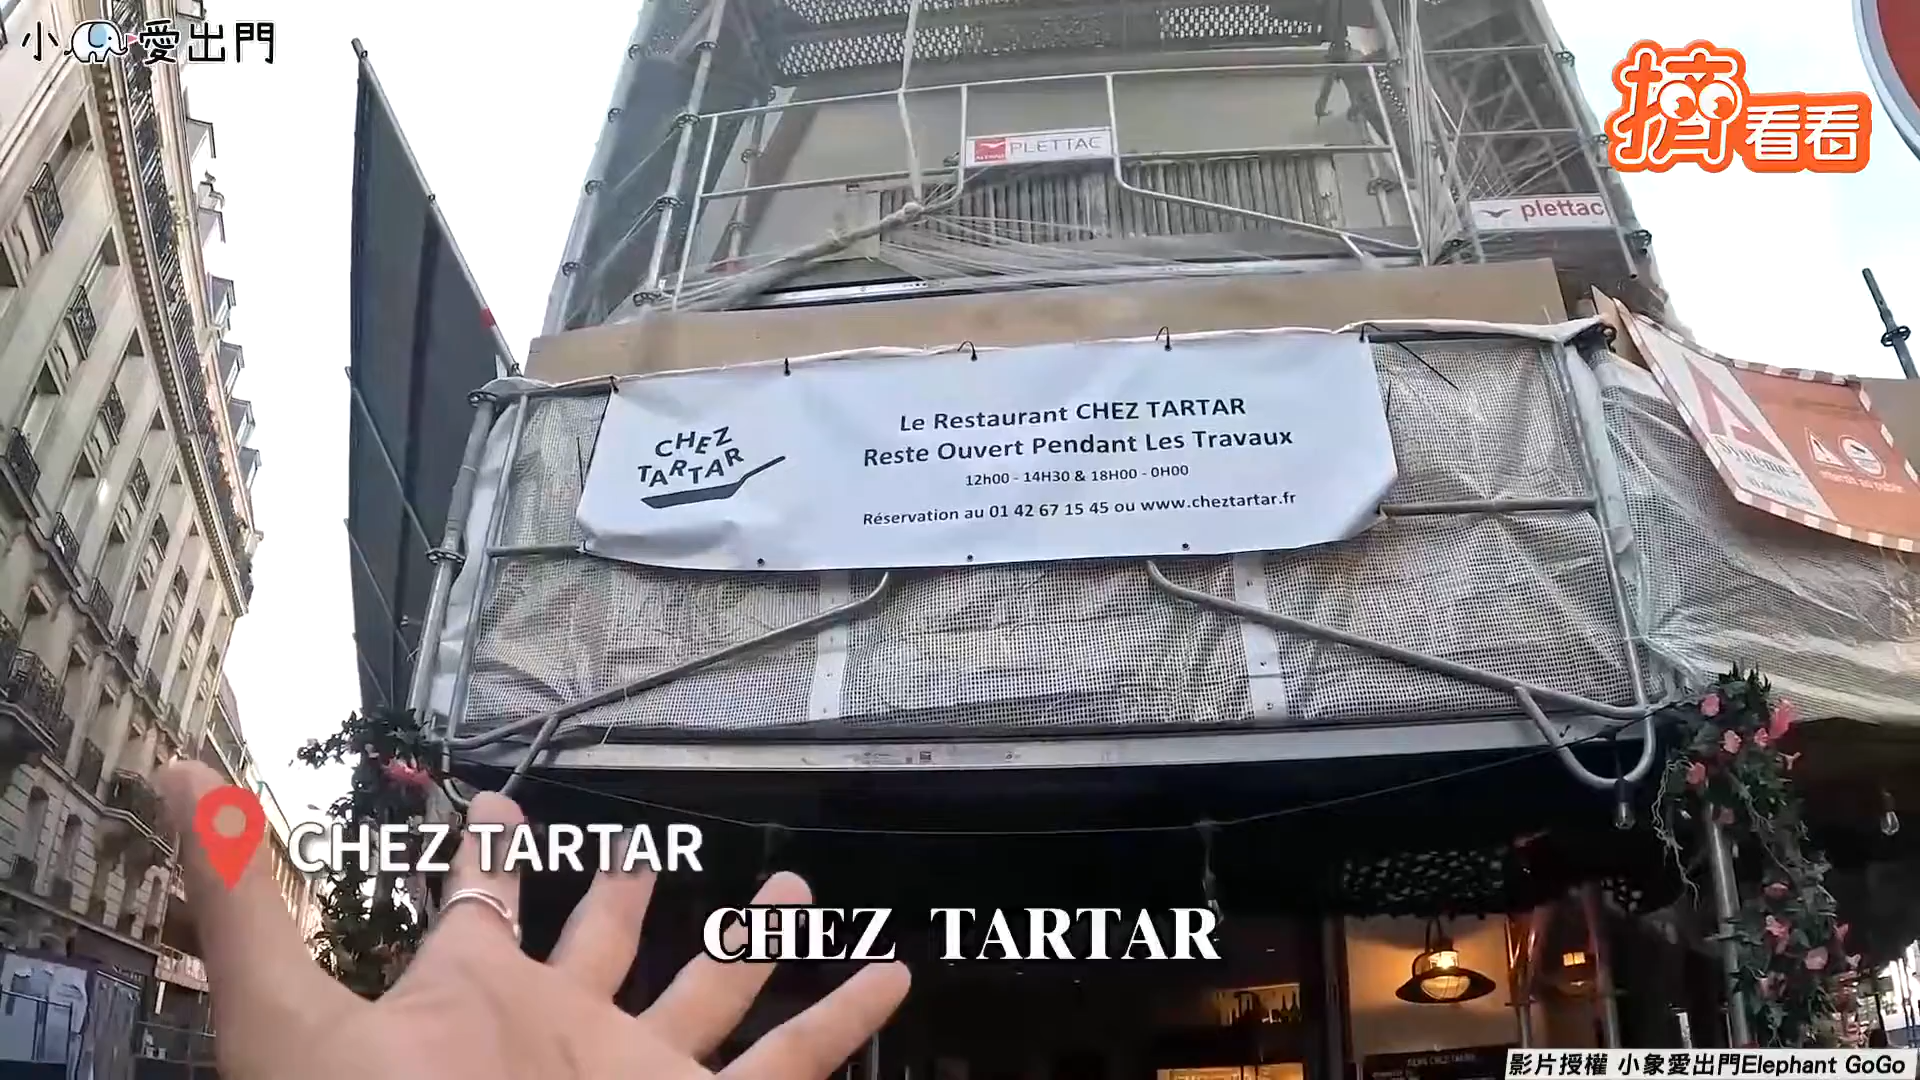 小愛出門
擠看看
PLETTAC
plettac
CHEZ TARTAR
Le Restaurant CHEZ TARTAR
Reste Ouvert Pendant Les Travaux
12h00 - 14H30 & 18H00 - 0H00
Réservation au 01 42 67 15 45 ou www.cheztartar.fr
A
Système+
CHEZ TARTAR
CHEZ TARTAR
影片授權 小象愛出門Elephant GoGo